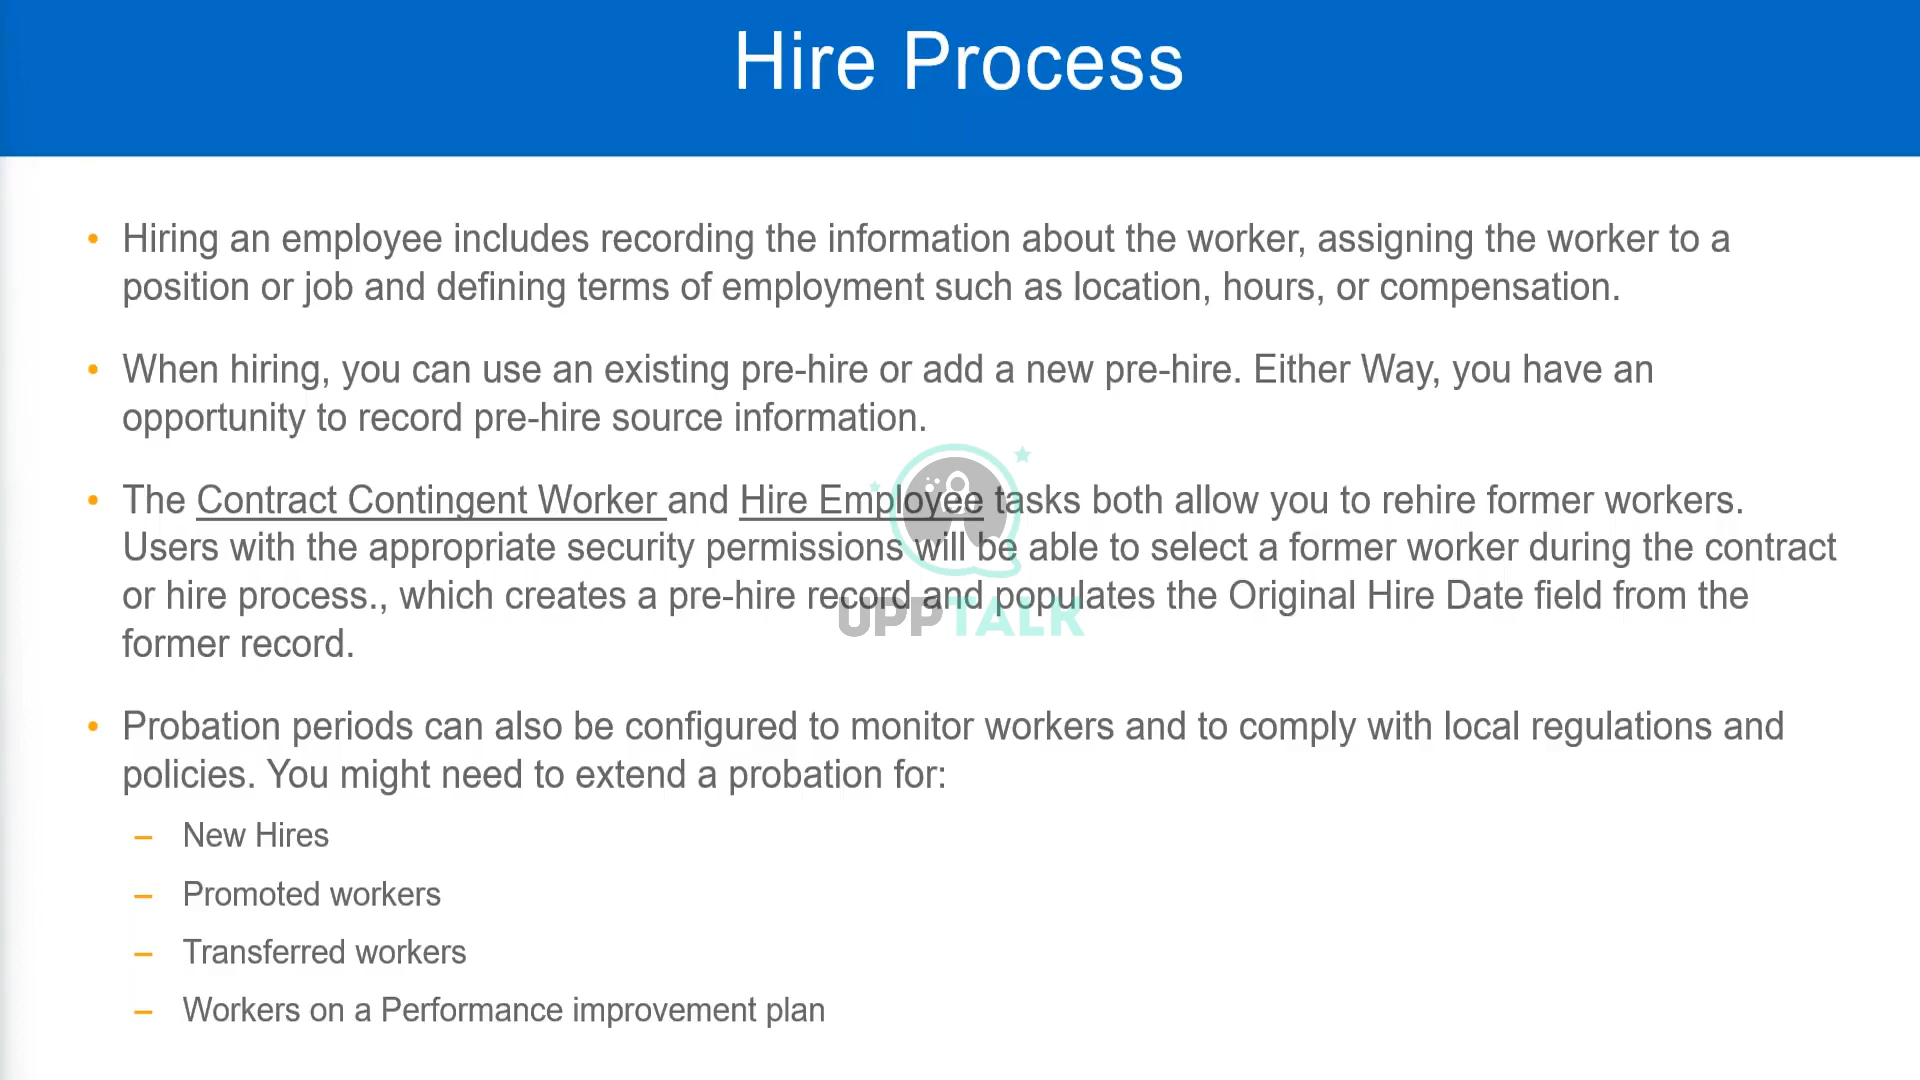 Hire Process
• Hiring an employee includes recording the information about the worker, assigning the worker to a
position or job and defining terms of employment such as location, hours, or compensation.
• When hiring, you can use an existing pre-hire or add a new pre-hire. Either Way, you have an
opportunity to record pre-hire source information.
• The Contract Contingent Worker and Hire Employee tasks both allow you to rehire former workers.
Users with the appropriate security permissions will be able to select a former worker during the contract
or hire process., which creates a pre-hire record and populates the Original Hire Date field from the
former record.
UPPTALK
• Probation periods can also be configured to monitor workers and to comply with local regulations and
policies. You might need to extend a probation for:
– New Hires
– Promoted workers
– Transferred workers
– Workers on a Performance improvement plan